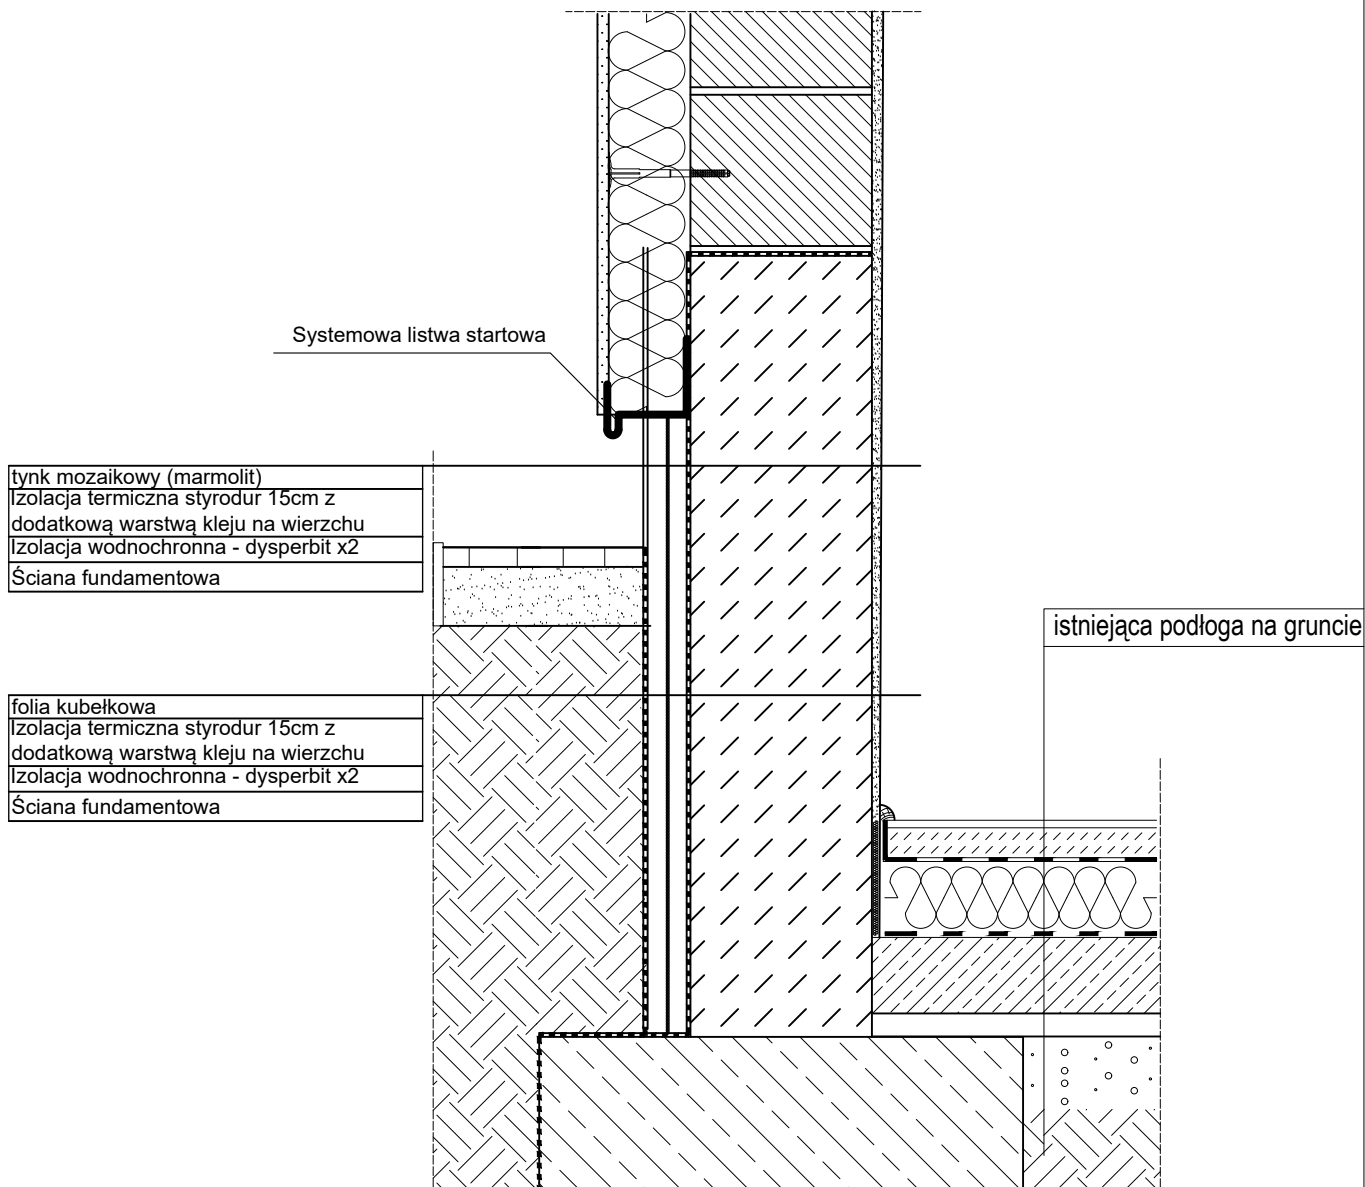 Systemowa listwa startowa
tynk mozaikowy (marmolit)
Izolacja termiczna styrodur 15cm z
dodatkową warstwą kleju na wierzchu
Izolacja wodnochronna - dysperbit x2
Ściana fundamentowa
istniejąca podłoga na gruncie
folia kubełkowa
Izolacja termiczna styrodur 15cm z
dodatkową warstwą kleju na wierzchu
Izolacja wodnochronna - dysperbit x2
Ściana fundamentowa